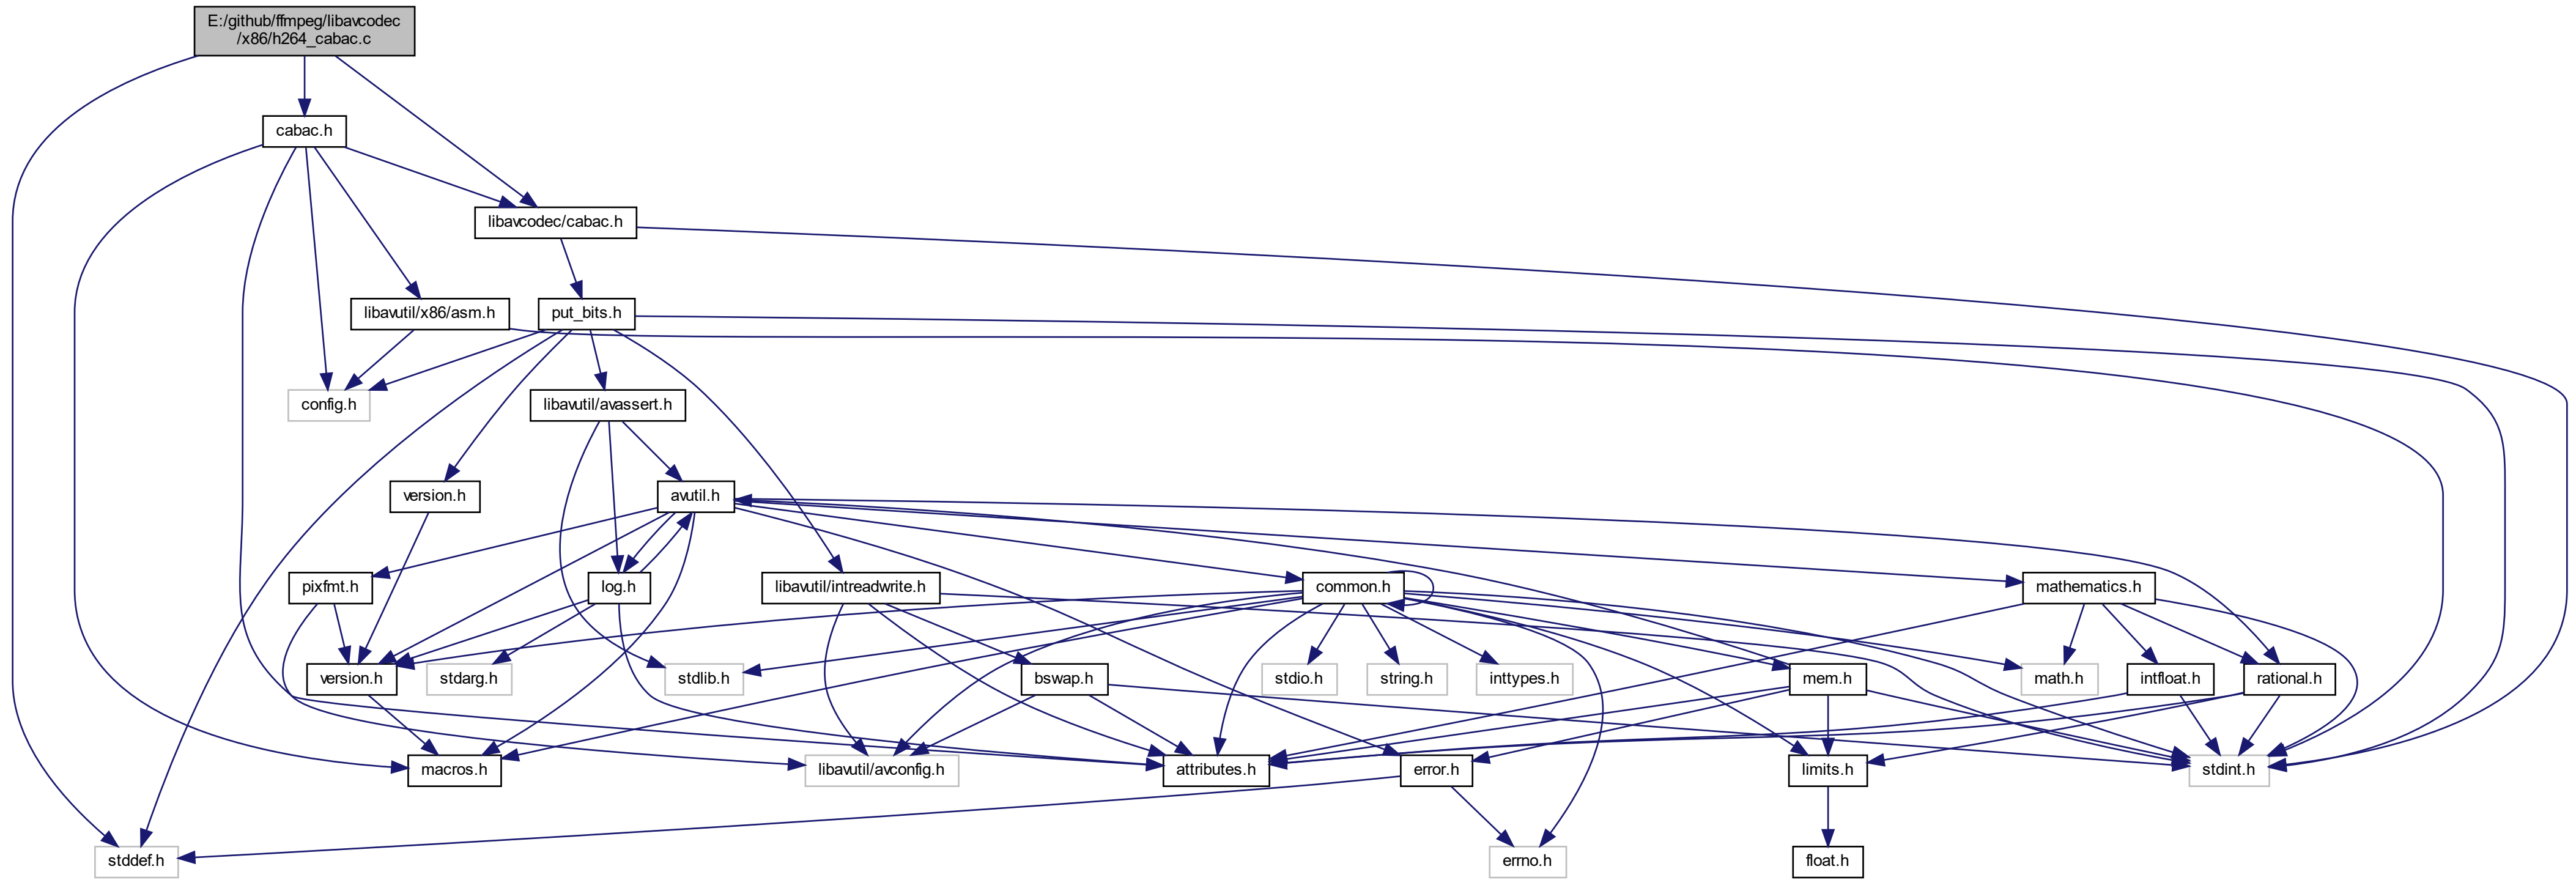 E:/github/ffmpeg/libavcodec
/x86/h264_cabac.c
cabac.h
libavcodec/cabac.h
libavutil/x86/asm.h
put_bits.h
config.h
libavutil/avassert.h
version.h
avutil.h
pixfmt.h
log.h
libavutil/intreadwrite.h
common.h
mathematics.h
version.h
stdarg.h
stdlib.h
bswap.h
stdio.h
string.h
inttypes.h
mem.h
math.h
intfloat.h
rational.h
macros.h
libavutil/avconfig.h
attributes.h
error.h
limits.h
stdint.h
stddef.h
errno.h
float.h